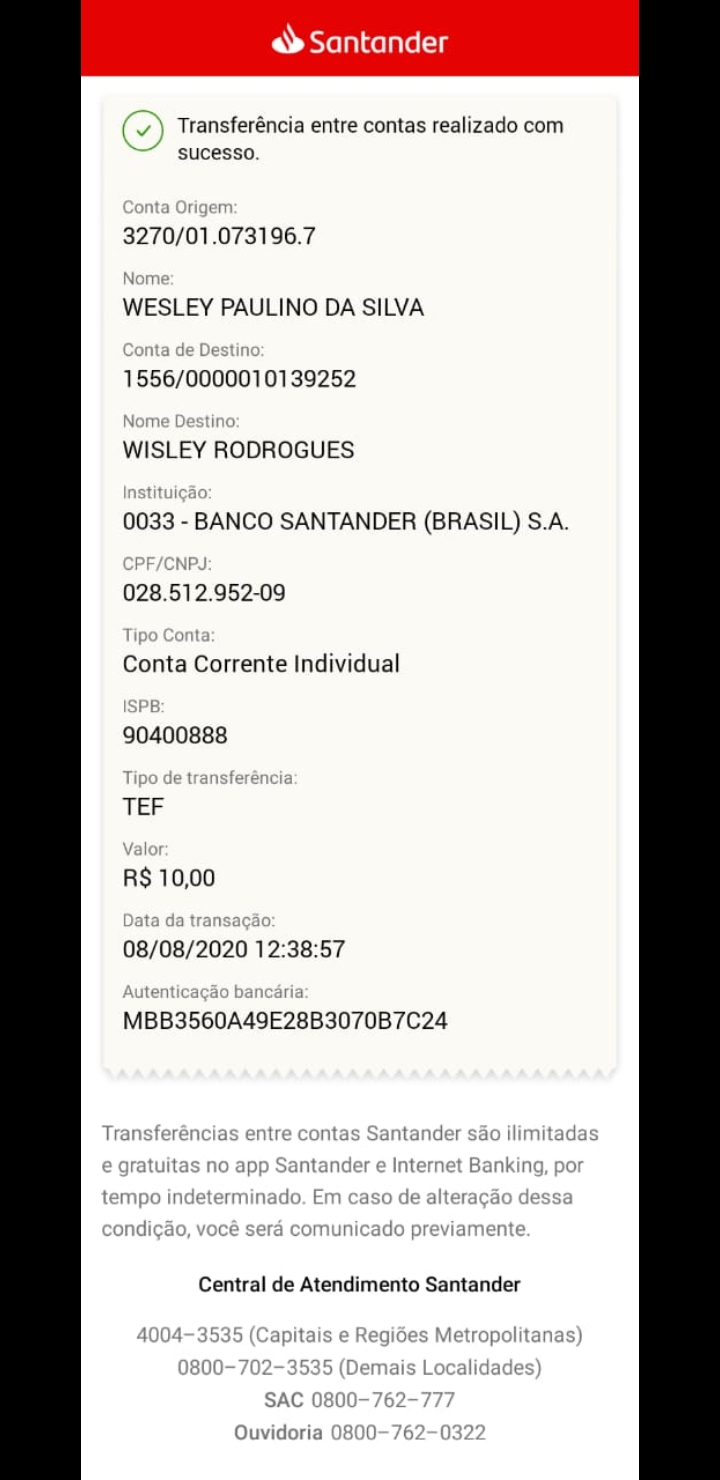 Santander
Transferência entre contas realizado com
sucesso.
Conta Origem:
3270/01.073196.7
Nome:
WESLEY PAULINO DA SILVA
Conta de Destino:
1556/0000010139252
Nome Destino:
WISLEY RODROGUES
Instituição:
0033 - BANCO SANTANDER (BRASIL) S.A.
CPF/CNPJ:
028.512.952-09
Tipo Conta:
Conta Corrente Individual
ISPB:
90400888
Tipo de transferência:
TEF
Valor:
R$ 10,00
Data da transação:
08/08/2020 12:38:57
Autenticação bancária:
MBB3560A49E28B3070B7C24
Transferências entre contas Santander são ilimitadas
e gratuitas no app Santander e Internet Banking, por
tempo indeterminado. Em caso de alteração dessa
condição, você será comunicado previamente.
Central de Atendimento Santander
4004–3535 (Capitais e Regiões Metropolitanas)
0800–702–3535 (Demais Localidades)
SAC 0800–762–777
Ouvidoria 0800–762–0322